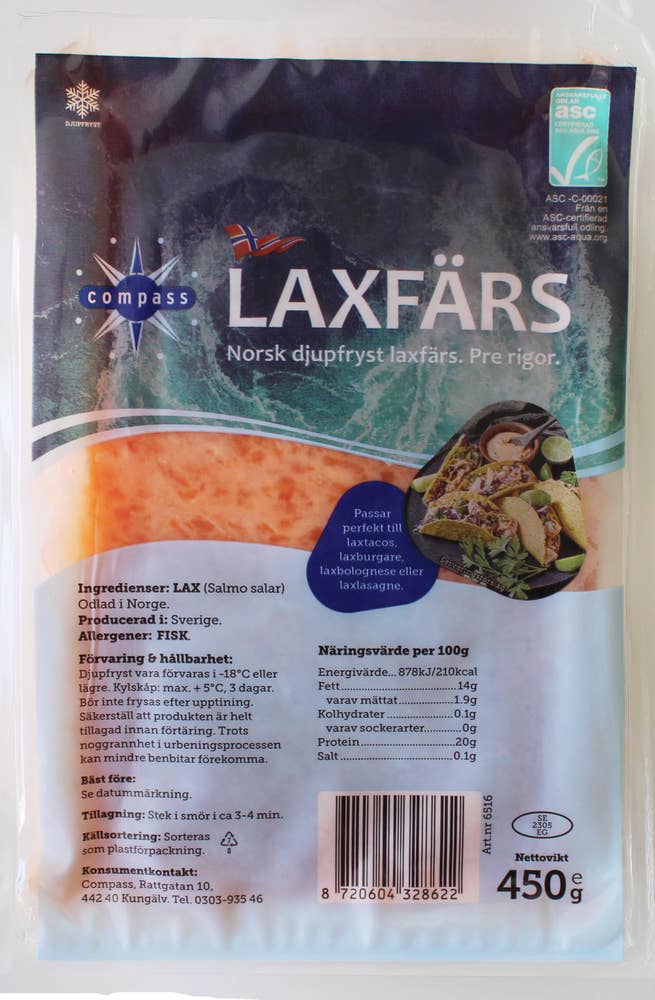 DJUPFRYST
ANSVARSFULLT
ODLAD
asc
CERTIFIERAD
ASC-AQUA.ORG
ASC -C-00021
Från en
ASC-certifierad
ansvarsfull odling.
www.asc-aqua.org
compass
LAXFÄRS
Norsk djupfryst laxfärs. Pre rigor.
Passar
perfekt till
laxtacos,
laxburgare,
laxbolognese eller
laxlasagne.
Ingredienser: LAX (Salmo salar)
Odlad i Norge.
Producerad i: Sverige.
Allergener: FISK.
Förvaring & hållbarhet:
Djupfryst vara förvaras i -18°C eller
lägre. Kylskåp: max. + 5°C, 3 dagar.
Bör inte frysas efter upptining.
Säkerställ att produkten är helt
tillagad innan förtäring. Trots
noggrannhet i urbeningsprocessen
kan mindre benbitar förekomma.
Bäst före:
Se datummärkning.
Tillagning: Stek i smör i ca 3-4 min.
Källsortering: Sorteras
som plastförpackning.
Konsumentkontakt:
Compass, Rattgatan 10,
442 40 Kungälv. Tel. 0303-935 46
Näringsvärde per 100g
Energivärde... 878kJ/210kcal
Fett..............................14g
varav mättat................1.9g
Kolhydrater....................0.1g
varav sockerarter..........0g
Protein..........................20g
Salt..............................0.1g
8 720604 328622
Art.nr 6516
SE
2305
EG
Nettovikt
450 g e